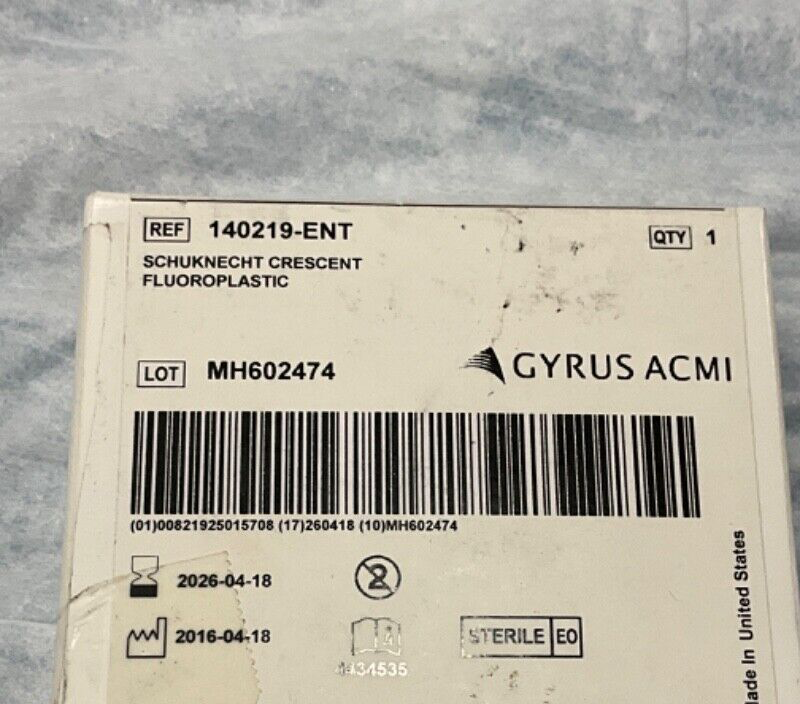 REF 140219-ENT
QTY 1
SCHUKNECHT CRESCENT
FLUOROPLASTIC
LOT MH602474
GYRUS ACMI
(01)00821925015708 (17)260418 (10)MH602474
2026-04-18
2
2016-04-18
STERILE EO
Made In United States